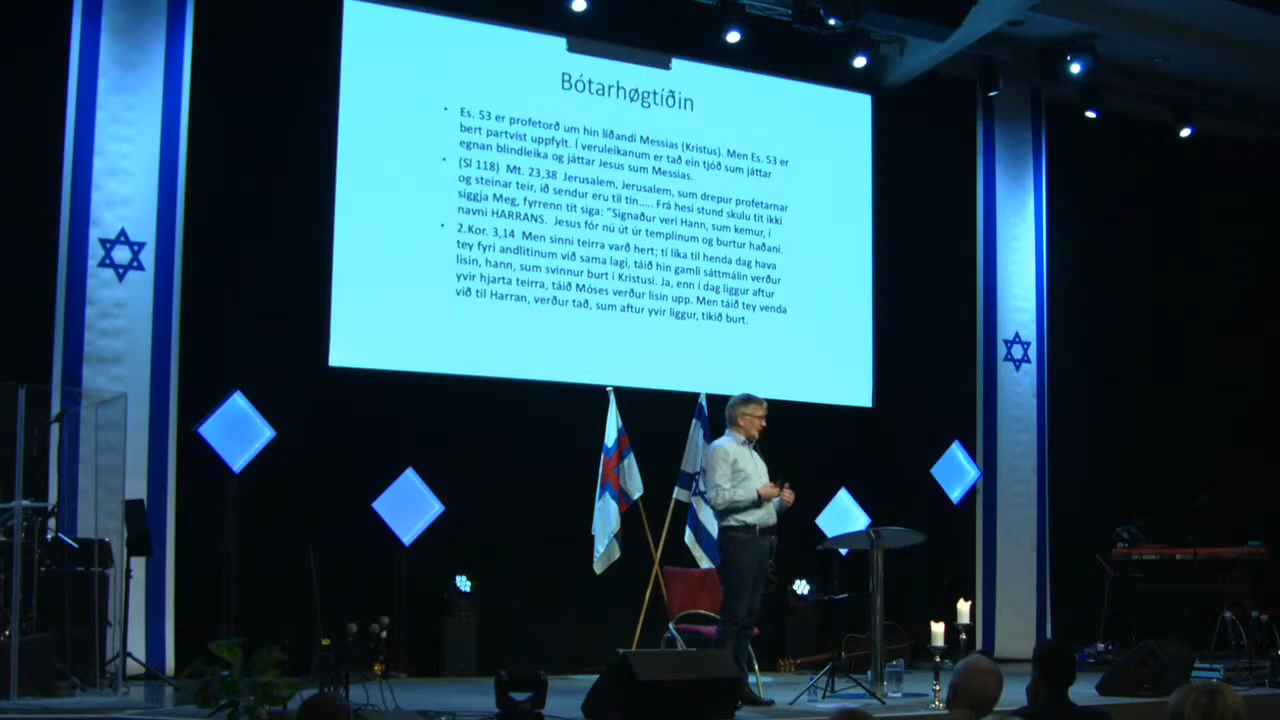 Bótarhøgtíðin
• Es. 53 er profetorð um hin líðandi Messias (Kristus). Men Es. 53 er
bert partvíst uppfylt. Í veruleikanum er tað ein tjóð sum játtar
egnan blindleika og játtar Jesus sum Messias.
• (Sl 118) Mt. 23,38 Jerusalem, Jerusalem, sum drepur profetarnar
og steinar teir, ið sendur eru til tín..... Frá hesi stund skulu tit ikki
siggja Meg, fyrrenn tit siga: "Signaður veri Hann, sum kemur, í
navni HARRANS. Jesus fór nú út úr templinum og burtur haðani.
• 2.Kor. 3,14 Men sinni teirra varð hert; tí líka til henda dag hava
tey fyri andlitinum við sama lagi, táið hin gamli sáttmálin verður
lisin, hann, sum svinnur burt í Kristusi. Ja, enn í dag liggur aftur
yvir hjarta teirra, táið Móses verður lisin upp. Men táið tey venda
við til Harran, verður tað, sum aftur yvir liggur, tikið burt.